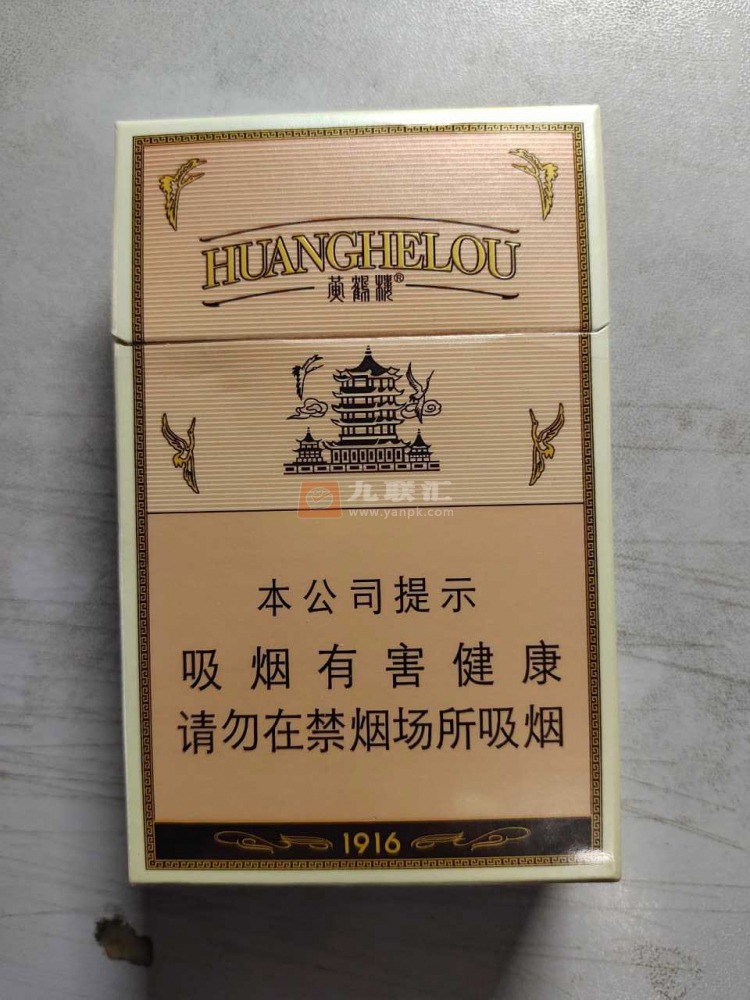 HUANGHELOU
黄鹤楼®
九联汇
www.yanpk.com
本公司提示
吸烟有害健康
请勿在禁烟场所吸烟
1916